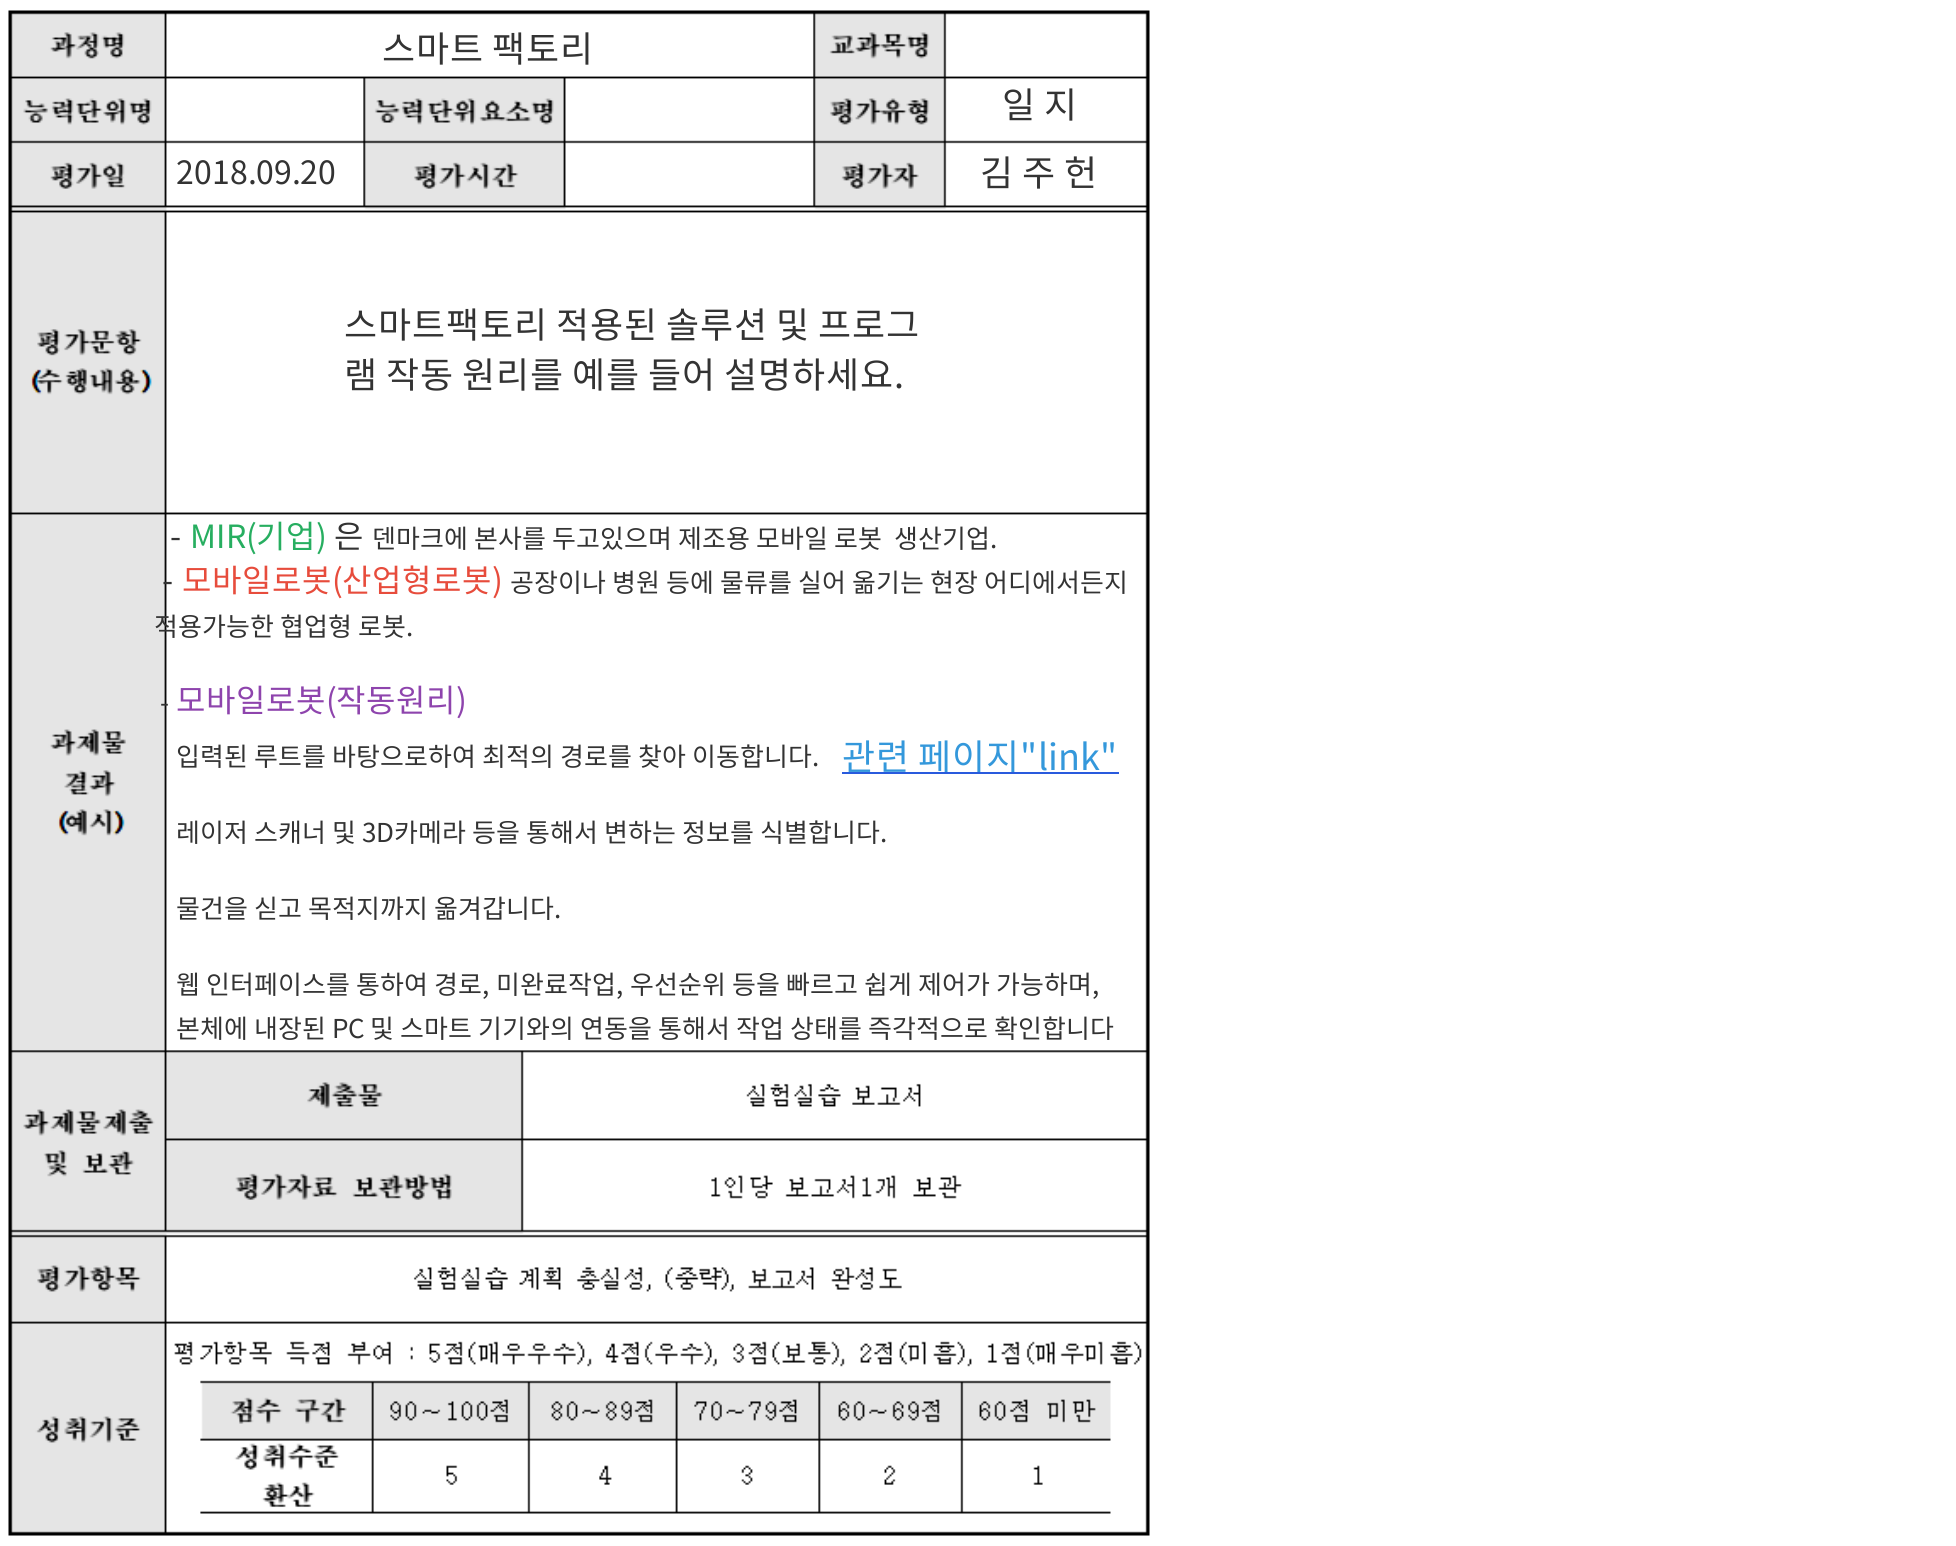 과정명 스마트 팩토리 교과목명
능력단위명 능력단위요소명 평가유형 일 지
평가일 2018.09.20 평가시간 평가자 김 주 헌
평가문항
(수행내용)
스마트팩토리 적용된 솔루션 및 프로그
램 작동 원리를 예를 들어 설명하세요.
과제물
결과
(예시)
- MIR(기업) 은 덴마크에 본사를 두고있으며 제조용 모바일 로봇 생산기업.
- 모바일로봇(산업형로봇) 공장이나 병원 등에 물류를 실어 옮기는 현장 어디에서든지
적용가능한 협업형 로봇.
- 모바일로봇(작동원리)
입력된 루트를 바탕으로하여 최적의 경로를 찾아 이동합니다. 관련 페이지"link"
레이저 스캐너 및 3D카메라 등을 통해서 변하는 정보를 식별합니다.
물건을 싣고 목적지까지 옮겨갑니다.
웹 인터페이스를 통하여 경로, 미완료작업, 우선순위 등을 빠르고 쉽게 제어가 가능하며,
본체에 내장된 PC 및 스마트 기기와의 연동을 통해서 작업 상태를 즉각적으로 확인합니다
과제물제출
및 보관
제출물 실험실습 보고서
평가자료 보관방법 1인당 보고서1개 보관
평가항목 실험실습 계획 충실성, (중략), 보고서 완성도
성취기준
평가항목 득점 부여 : 5점(매우우수), 4점(우수), 3점(보통), 2점(미흡), 1점(매우미흡)
점수 구간 90~100점 80~89점 70~79점 60~69점 60점 미만
성취수준
환산
5 4 3 2 1